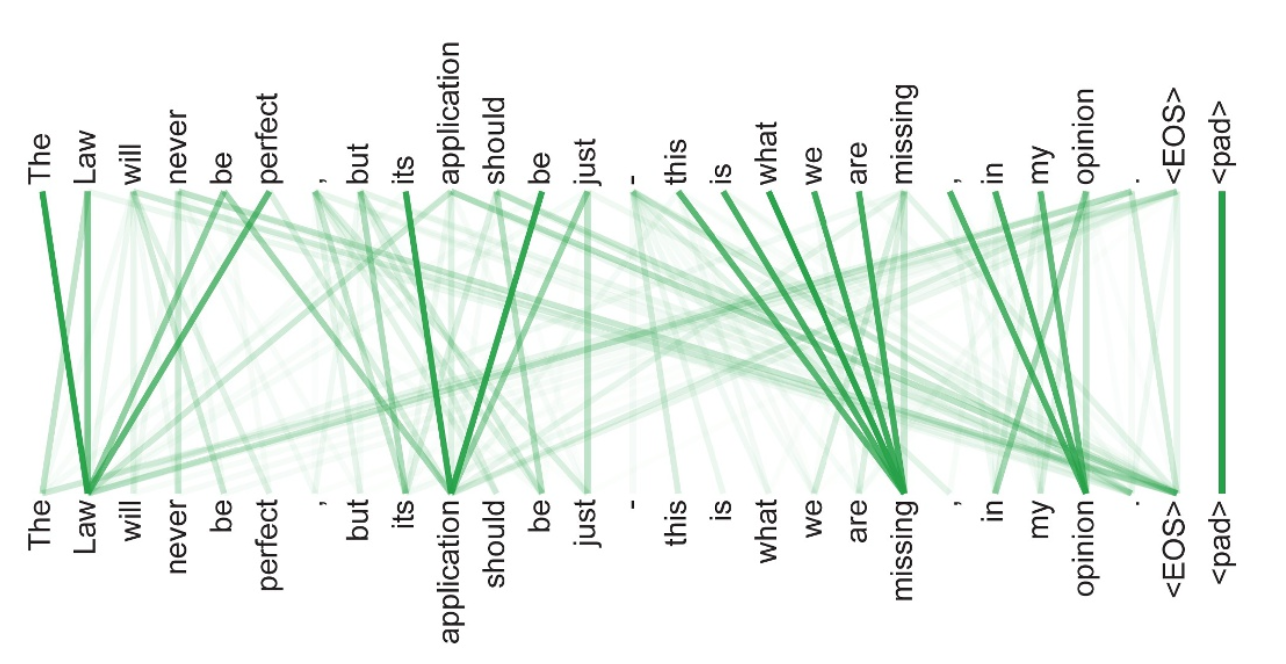 The Law will never be perfect , but its application should be just - this is what we are missing , in my opinion . <EOS> <pad>
The Law will never be perfect , but its application should be just - this is what we are missing , in my opinion . <EOS> <pad>